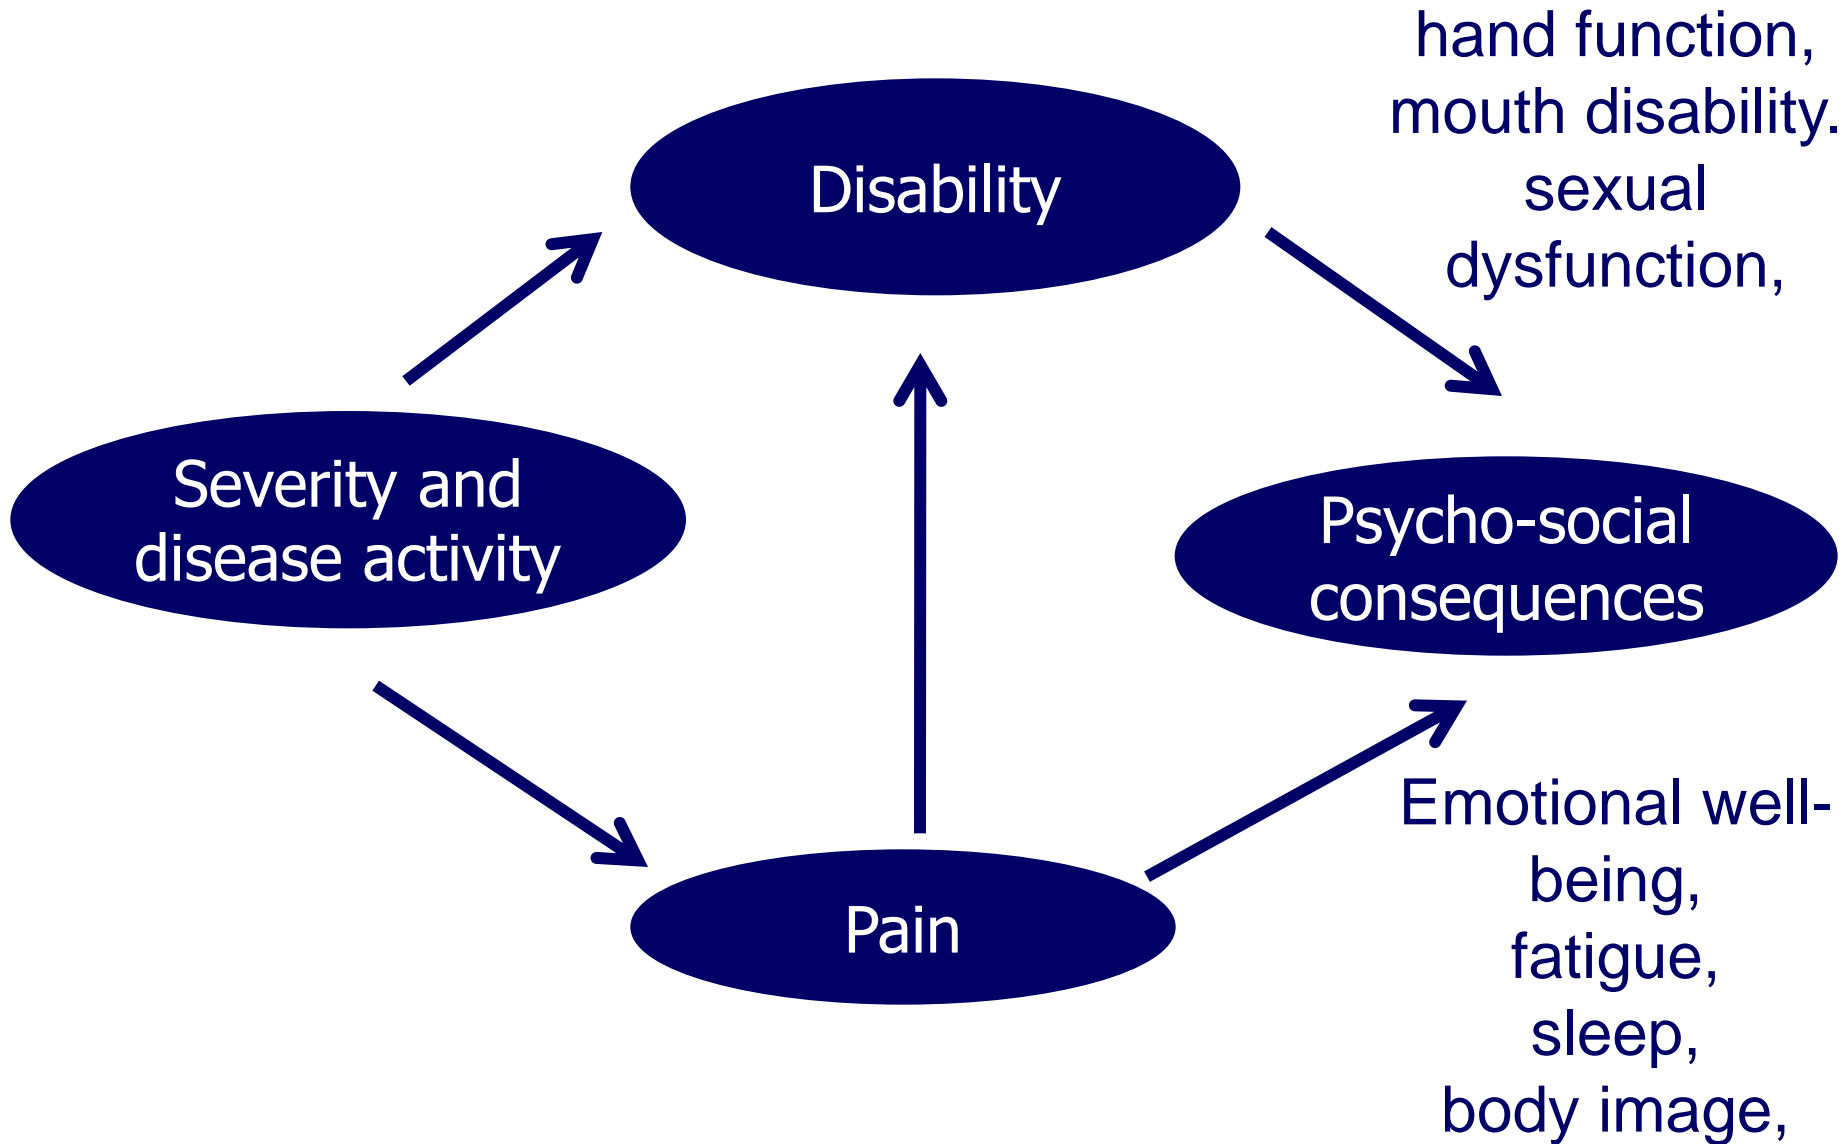 hand function,
mouth disability.
sexual
dysfunction,
Disability
Severity and
disease activity
Psycho-social
consequences
Pain
Emotional well-
being,
fatigue,
sleep,
body image,